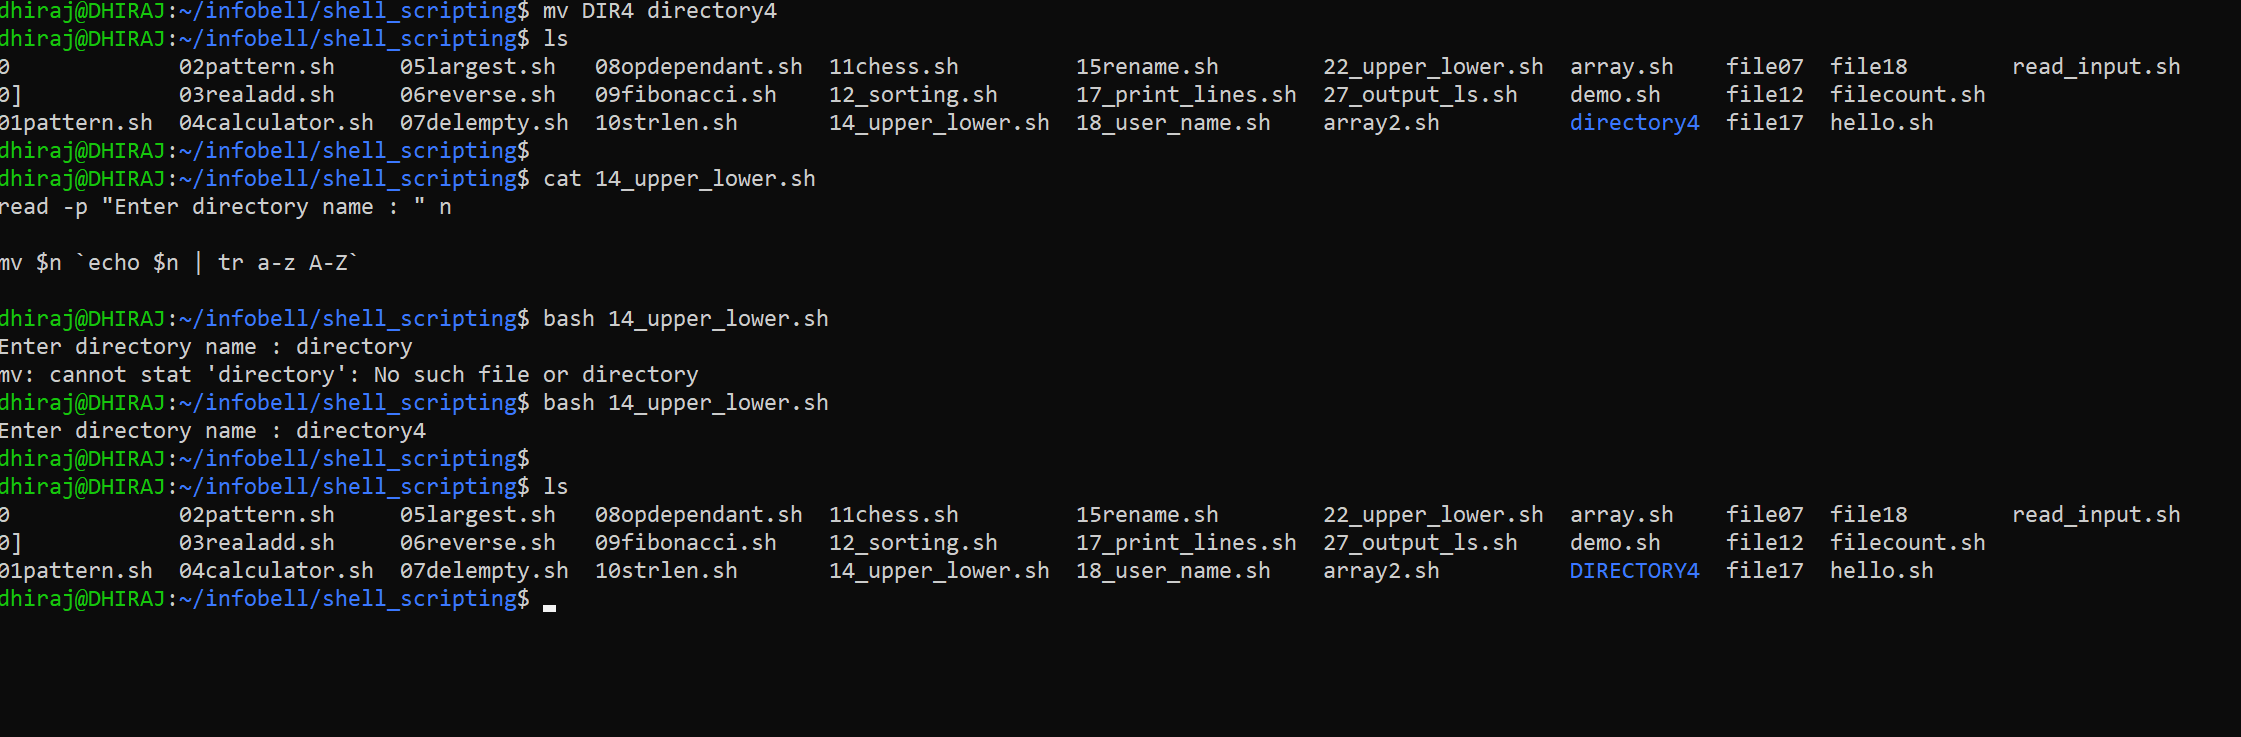 dhiraj@DHIRAJ:~/infobell/shell_scripting$ mv DIR4 directory4
dhiraj@DHIRAJ:~/infobell/shell_scripting$ ls
0             02pattern.sh     05largest.sh   08opdependant.sh  11chess.sh         15rename.sh         22_upper_lower.sh  array.sh    file07  file18        read_input.sh
0]            03realadd.sh     06reverse.sh   09fibonacci.sh    12_sorting.sh      17_print_lines.sh   27_output_ls.sh    demo.sh     file12  filecount.sh
01pattern.sh  04calculator.sh  07delempty.sh  10strlen.sh       14_upper_lower.sh  18_user_name.sh    array2.sh          directory4  file17  hello.sh
dhiraj@DHIRAJ:~/infobell/shell_scripting$
dhiraj@DHIRAJ:~/infobell/shell_scripting$ cat 14_upper_lower.sh
read -p "Enter directory name : " n
mv $n `echo $n | tr a-z A-Z`
dhiraj@DHIRAJ:~/infobell/shell_scripting$ bash 14_upper_lower.sh
Enter directory name : directory
mv: cannot stat 'directory': No such file or directory
dhiraj@DHIRAJ:~/infobell/shell_scripting$ bash 14_upper_lower.sh
Enter directory name : directory4
dhiraj@DHIRAJ:~/infobell/shell_scripting$
dhiraj@DHIRAJ:~/infobell/shell_scripting$ ls
0             02pattern.sh     05largest.sh   08opdependant.sh  11chess.sh         15rename.sh         22_upper_lower.sh  array.sh    file07  file18        read_input.sh
0]            03realadd.sh     06reverse.sh   09fibonacci.sh    12_sorting.sh      17_print_lines.sh   27_output_ls.sh    demo.sh     file12  filecount.sh
01pattern.sh  04calculator.sh  07delempty.sh  10strlen.sh       14_upper_lower.sh  18_user_name.sh    array2.sh          DIRECTORY4  file17  hello.sh
dhiraj@DHIRAJ:~/infobell/shell_scripting$